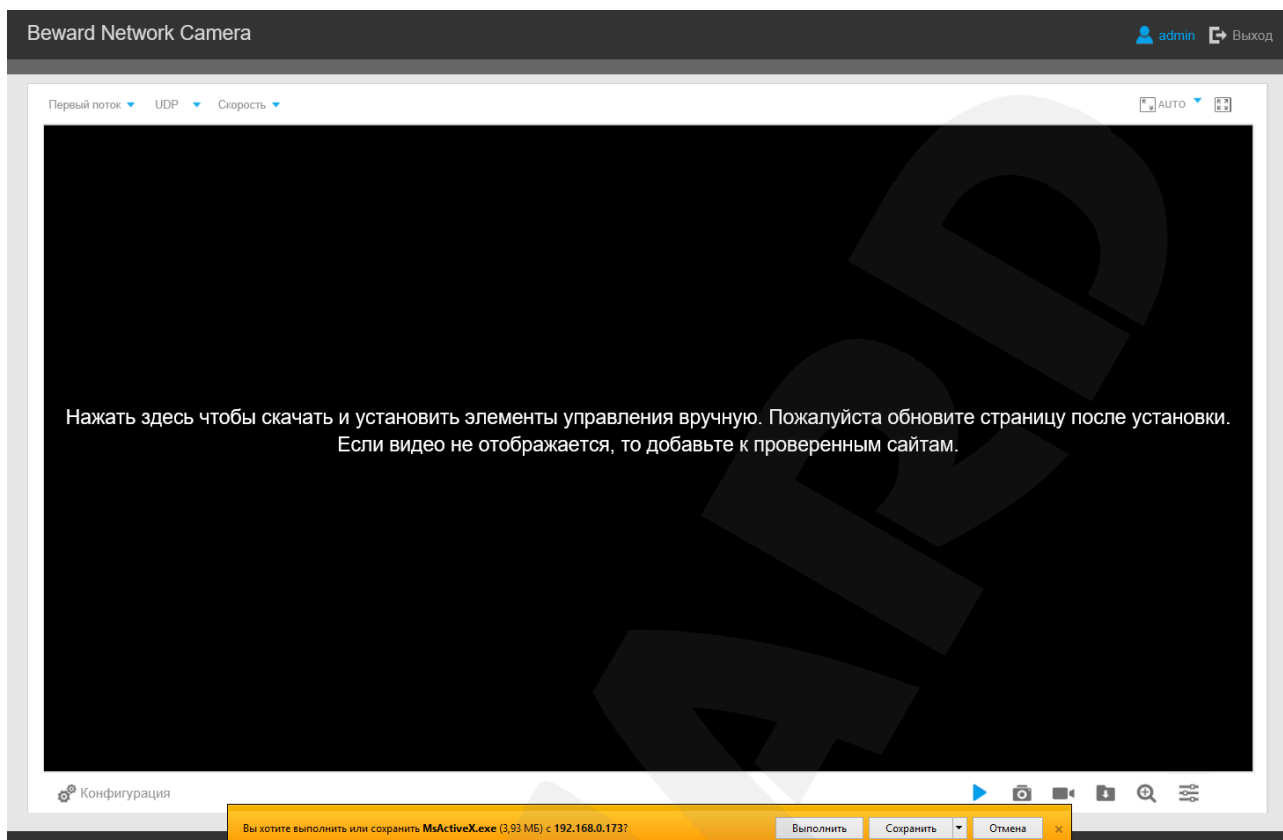 Beward Network Camera
admin Выход
Первый поток UDP Скорость AUTO
Нажать здесь чтобы скачать и установить элементы управления вручную. Пожалуйста обновите страницу после установки.
Если видео не отображается, то добавьте к проверенным сайтам.
Конфигурация
Вы хотите выполнить или сохранить MsActiveX.exe (3,93 МБ) с 192.168.0.173? Выполнить Сохранить Отмена
ARD